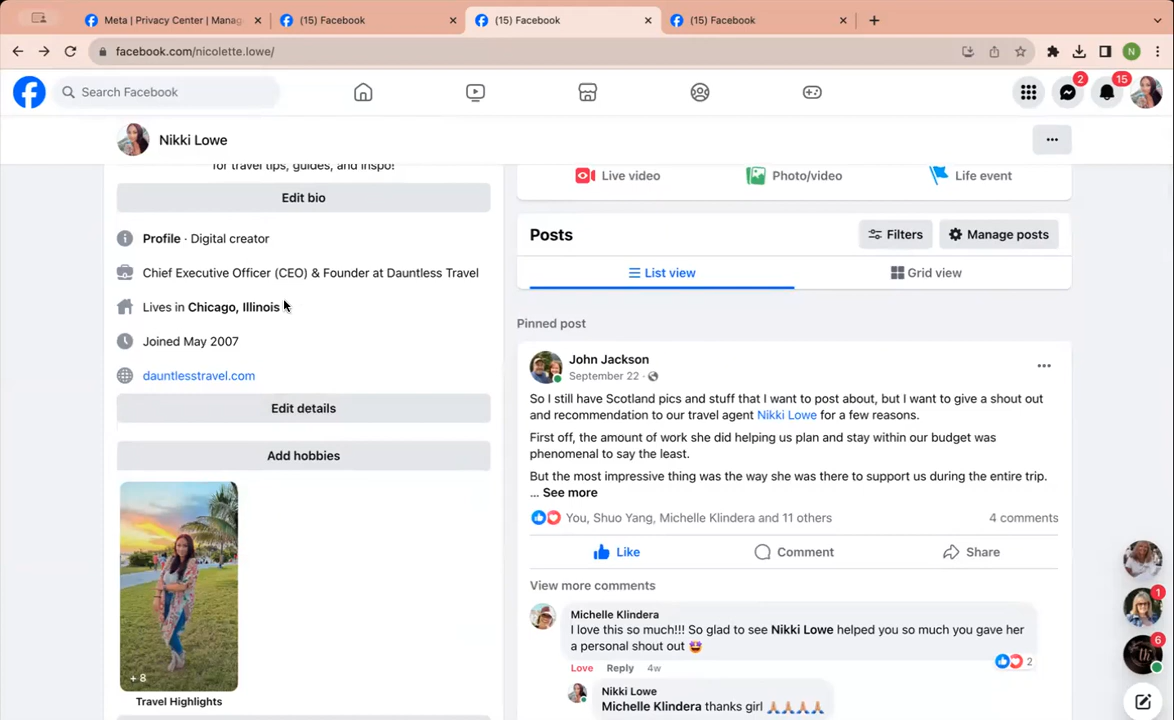 Meta | Privacy Center | Manag
(15) Facebook
(15) Facebook
(15) Facebook
facebook.com/nicolette.lowe/
N
Search Facebook
2
15
Nikki Lowe
for travel tips, guides, and inspo!
Edit bio
Profile · Digital creator
Chief Executive Officer (CEO) & Founder at Dauntless Travel
Lives in Chicago, Illinois
Joined May 2007
dauntlesstravel.com
Edit details
Add hobbies
+ 8
Travel Highlights
Live video
Photo/video
Life event
Posts
Filters
Manage posts
List view
Grid view
Pinned post
John Jackson
September 22 ·
So I still have Scotland pics and stuff that I want to post about, but I want to give a shout out
and recommendation to our travel agent Nikki Lowe for a few reasons.
First off, the amount of work she did helping us plan and stay within our budget was
phenomenal to say the least.
But the most impressive thing was the way she was there to support us during the entire trip.
... See more
You, Shuo Yang, Michelle Klindera and 11 others
4 comments
Like
Comment
Share
View more comments
Michelle Klindera
I love this so much!!! So glad to see Nikki Lowe helped you so much you gave her
a personal shout out 🤩
2
Love Reply 4w
Nikki Lowe
Michelle Klindera thanks girl 🙏🏼🙏🏼🙏🏼🙏🏼
1
6